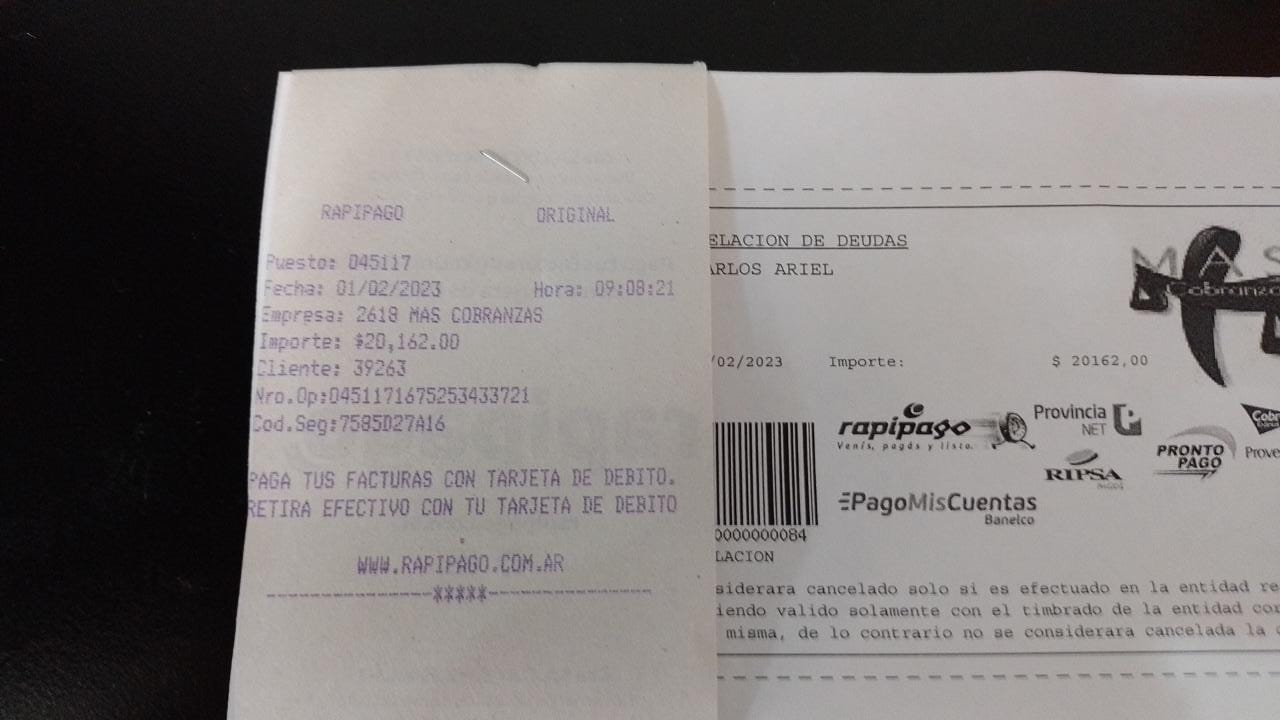 RAPIPAGO ORIGINAL
Puesto: 045117
Fecha: 01/02/2023 Hora: 09:08:21
Empresa: 2618 MAS COBRANZAS
Importe: $20,162.00
Cliente: 39263
Nro.Op:0451171675253433721
Cod.Seg:7585D27A16
PAGA TUS FACTURAS CON TARJETA DE DEBITO.
RETIRA EFECTIVO CON TU TARJETA DE DEBITO
WWW.RAPIPAGO.COM.AR
-----------------*****-----------------
ELACION DE DEUDAS
ARLOS ARIEL
MAS
Cobranza
/02/2023 Importe: $ 20162,00
rapipago
Venís, pagás y listo.
Provincia
NET
RIPSA
PRONTO
PAGO
Cobr
Prove
PagoMisCuentas
Banelco
0000000084
LACION
siderara cancelado solo si es efectuado en la entidad re
iendo valido solamente con el timbrado de la entidad cor
misma, de lo contrario no se considerara cancelada la